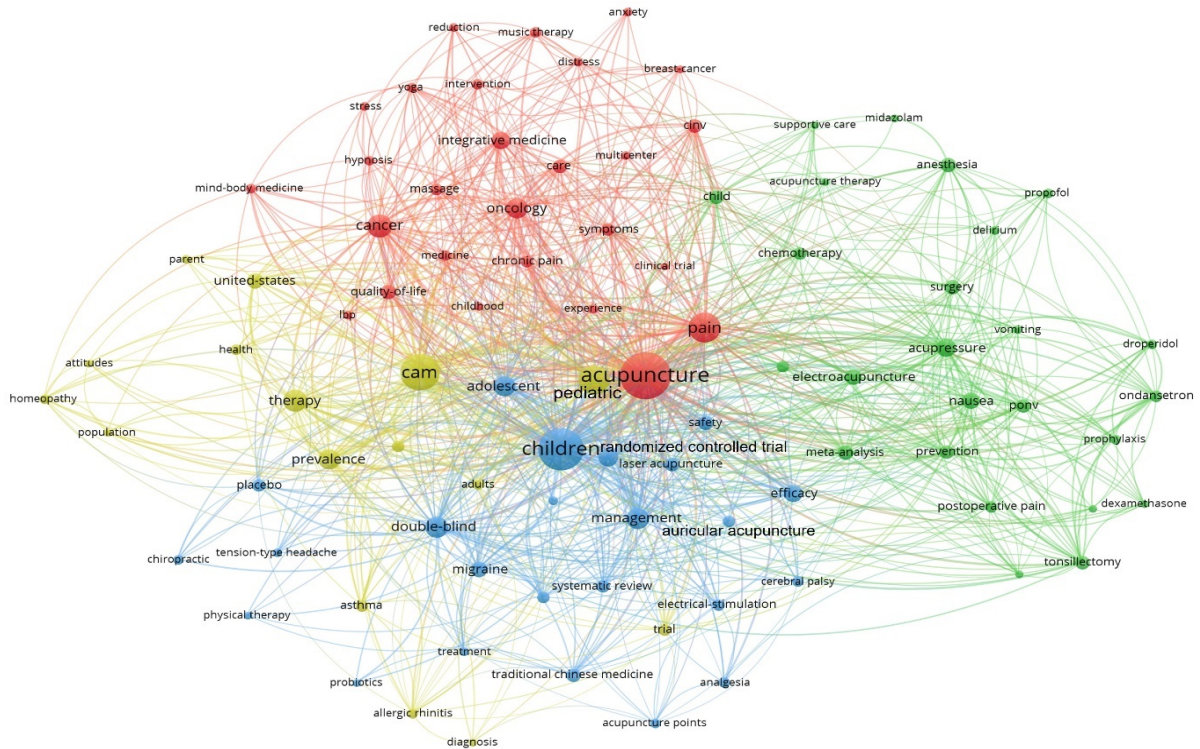 anxiety
reduction
music therapy
distress
breast-cancer
yoga
intervention
stress
cinv
supportive care
midazolam
integrative medicine
multicenter
hypnosis
care
anesthesia
mind-body medicine
massage
acupuncture therapy
child
propofol
oncology
cancer
symptoms
delirium
medicine
chronic pain
chemotherapy
parent
clinical trial
united-states
quality-of-life
surgery
lbp
childhood
experience
pain
vomiting
droperidol
health
acupressure
attitudes
cam
adolescent
acupuncture
electroacupuncture
pediatric
ondansetron
homeopathy
therapy
nausea
ponv
population
safety
prophylaxis
children
randomized controlled trial
prevalence
laser acupuncture
meta-analysis
prevention
placebo
adults
efficacy
postoperative pain
dexamethasone
double-blind
management
auricular acupuncture
chiropractic
tension-type headache
tonsillectomy
migraine
systematic review
cerebral palsy
asthma
electrical-stimulation
physical therapy
trial
treatment
probiotics
traditional chinese medicine
analgesia
allergic rhinitis
acupuncture points
diagnosis